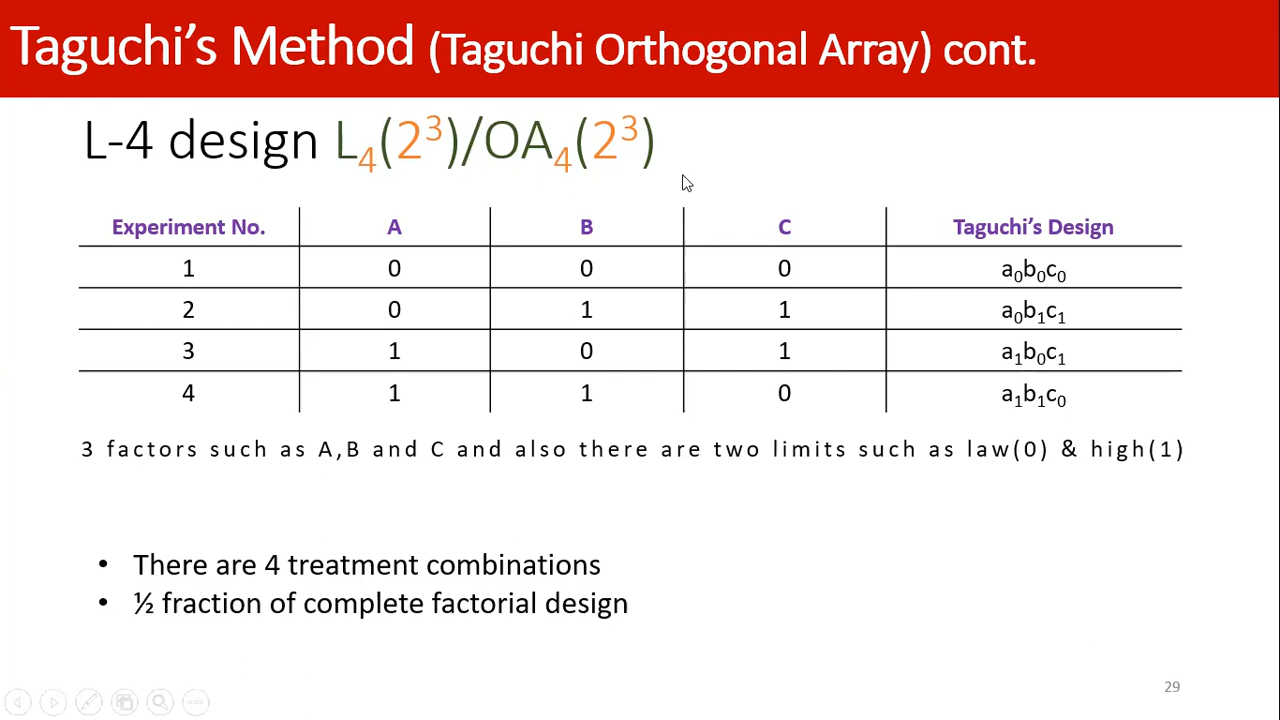 Taguchi's Method (Taguchi Orthogonal Array) cont.
L-4 design L₄(2³)/OA₄(2³)
Experiment No. A B C Taguchi's Design
1 0 0 0 a₀b₀c₀
2 0 1 1 a₀b₁c₁
3 1 0 1 a₁b₀c₁
4 1 1 0 a₁b₁c₀
3 factors such as A,B and C and also there are two limits such as law(0) & high(1)
• There are 4 treatment combinations
• ½ fraction of complete factorial design
29